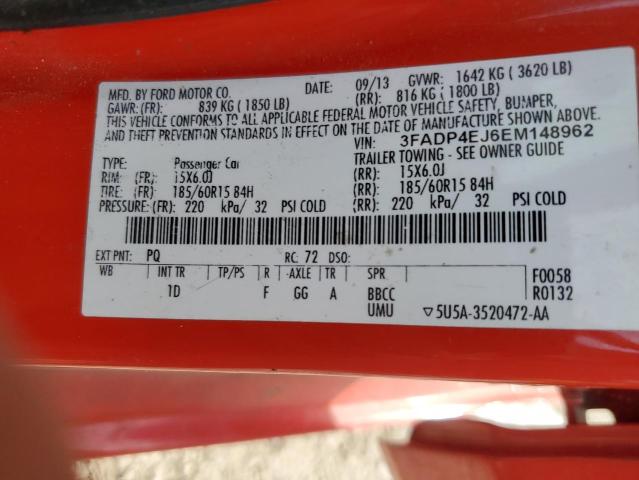 MFD. BY FORD MOTOR CO. DATE: 09/13 GVWR: 1642 KG ( 3620 LB)
GAWR: (FR): 839 KG ( 1850 LB) (RR): 816 KG ( 1800 LB)
THIS VEHICLE CONFORMS TO ALL APPLICABLE FEDERAL MOTOR VEHICLE SAFETY, BUMPER,
AND THEFT PREVENTION STANDARDS IN EFFECT ON THE DATE OF MANUFACTURE SHOWN ABOVE.
VIN: 3FADP4EJ6EM148962
TYPE: Passenger Car TRAILER TOWING - SEE OWNER GUIDE
RIM: (FR) 15X6.0J (RR): 15X6.0J
TIRE: (FR) 185/60R15 84H (RR): 185/60R15 84H
PRESSURE: (FR) 220 kPa/ 32 PSI COLD (RR) 220 kPa/ 32 PSI COLD
EXT PNT: PQ RC: 72 DSO:
WB INT TR TP/PS R AXLE TR SPR F0058
1D F GG A BBCC R0132
UMU ▽5U5A-3520472-AA